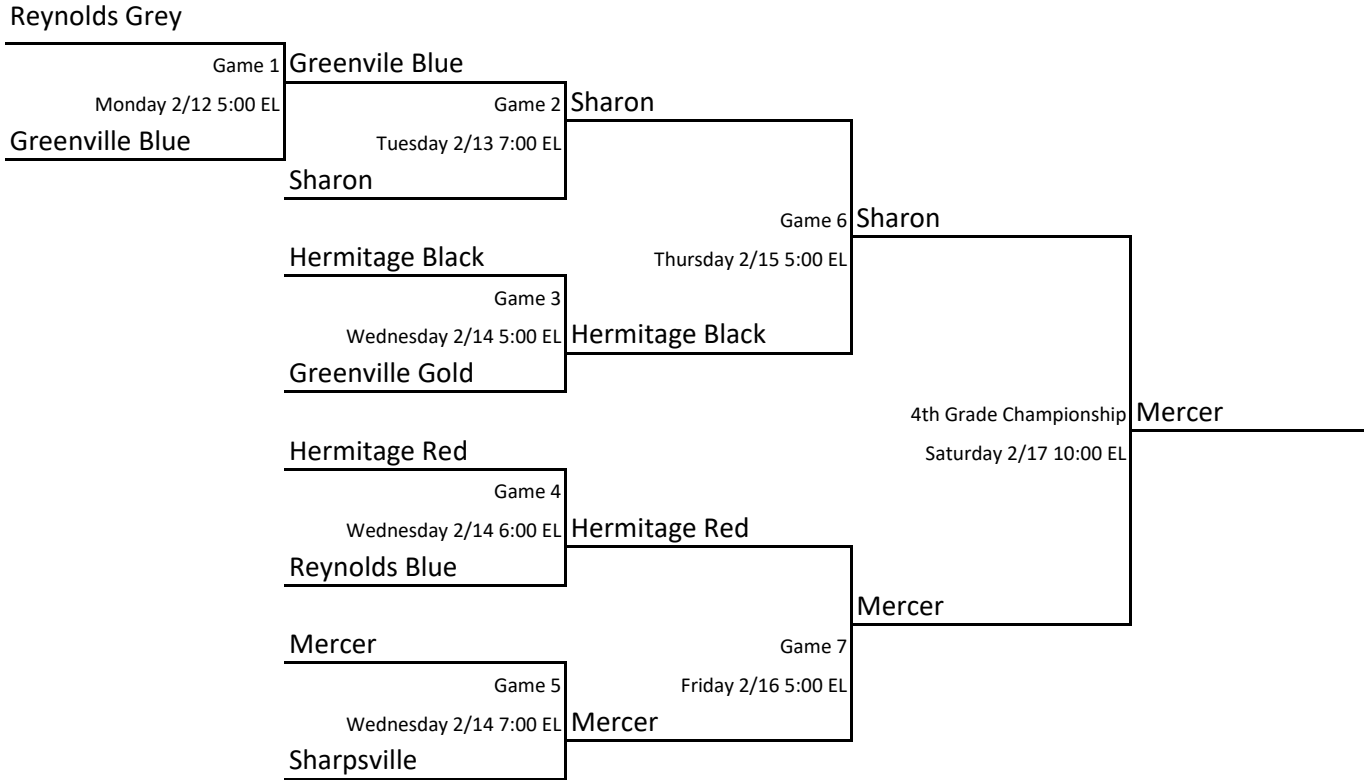 Reynolds Grey
Game 1
Greenvile Blue
Monday 2/12 5:00 EL
Game 2
Sharon
Greenville Blue
Tuesday 2/13 7:00 EL
Sharon
Game 6
Sharon
Hermitage Black
Thursday 2/15 5:00 EL
Game 3
Wednesday 2/14 5:00 EL
Hermitage Black
Greenville Gold
4th Grade Championship
Mercer
Hermitage Red
Saturday 2/17 10:00 EL
Game 4
Wednesday 2/14 6:00 EL
Hermitage Red
Reynolds Blue
Mercer
Mercer
Game 7
Game 5
Friday 2/16 5:00 EL
Wednesday 2/14 7:00 EL
Mercer
Sharpsville